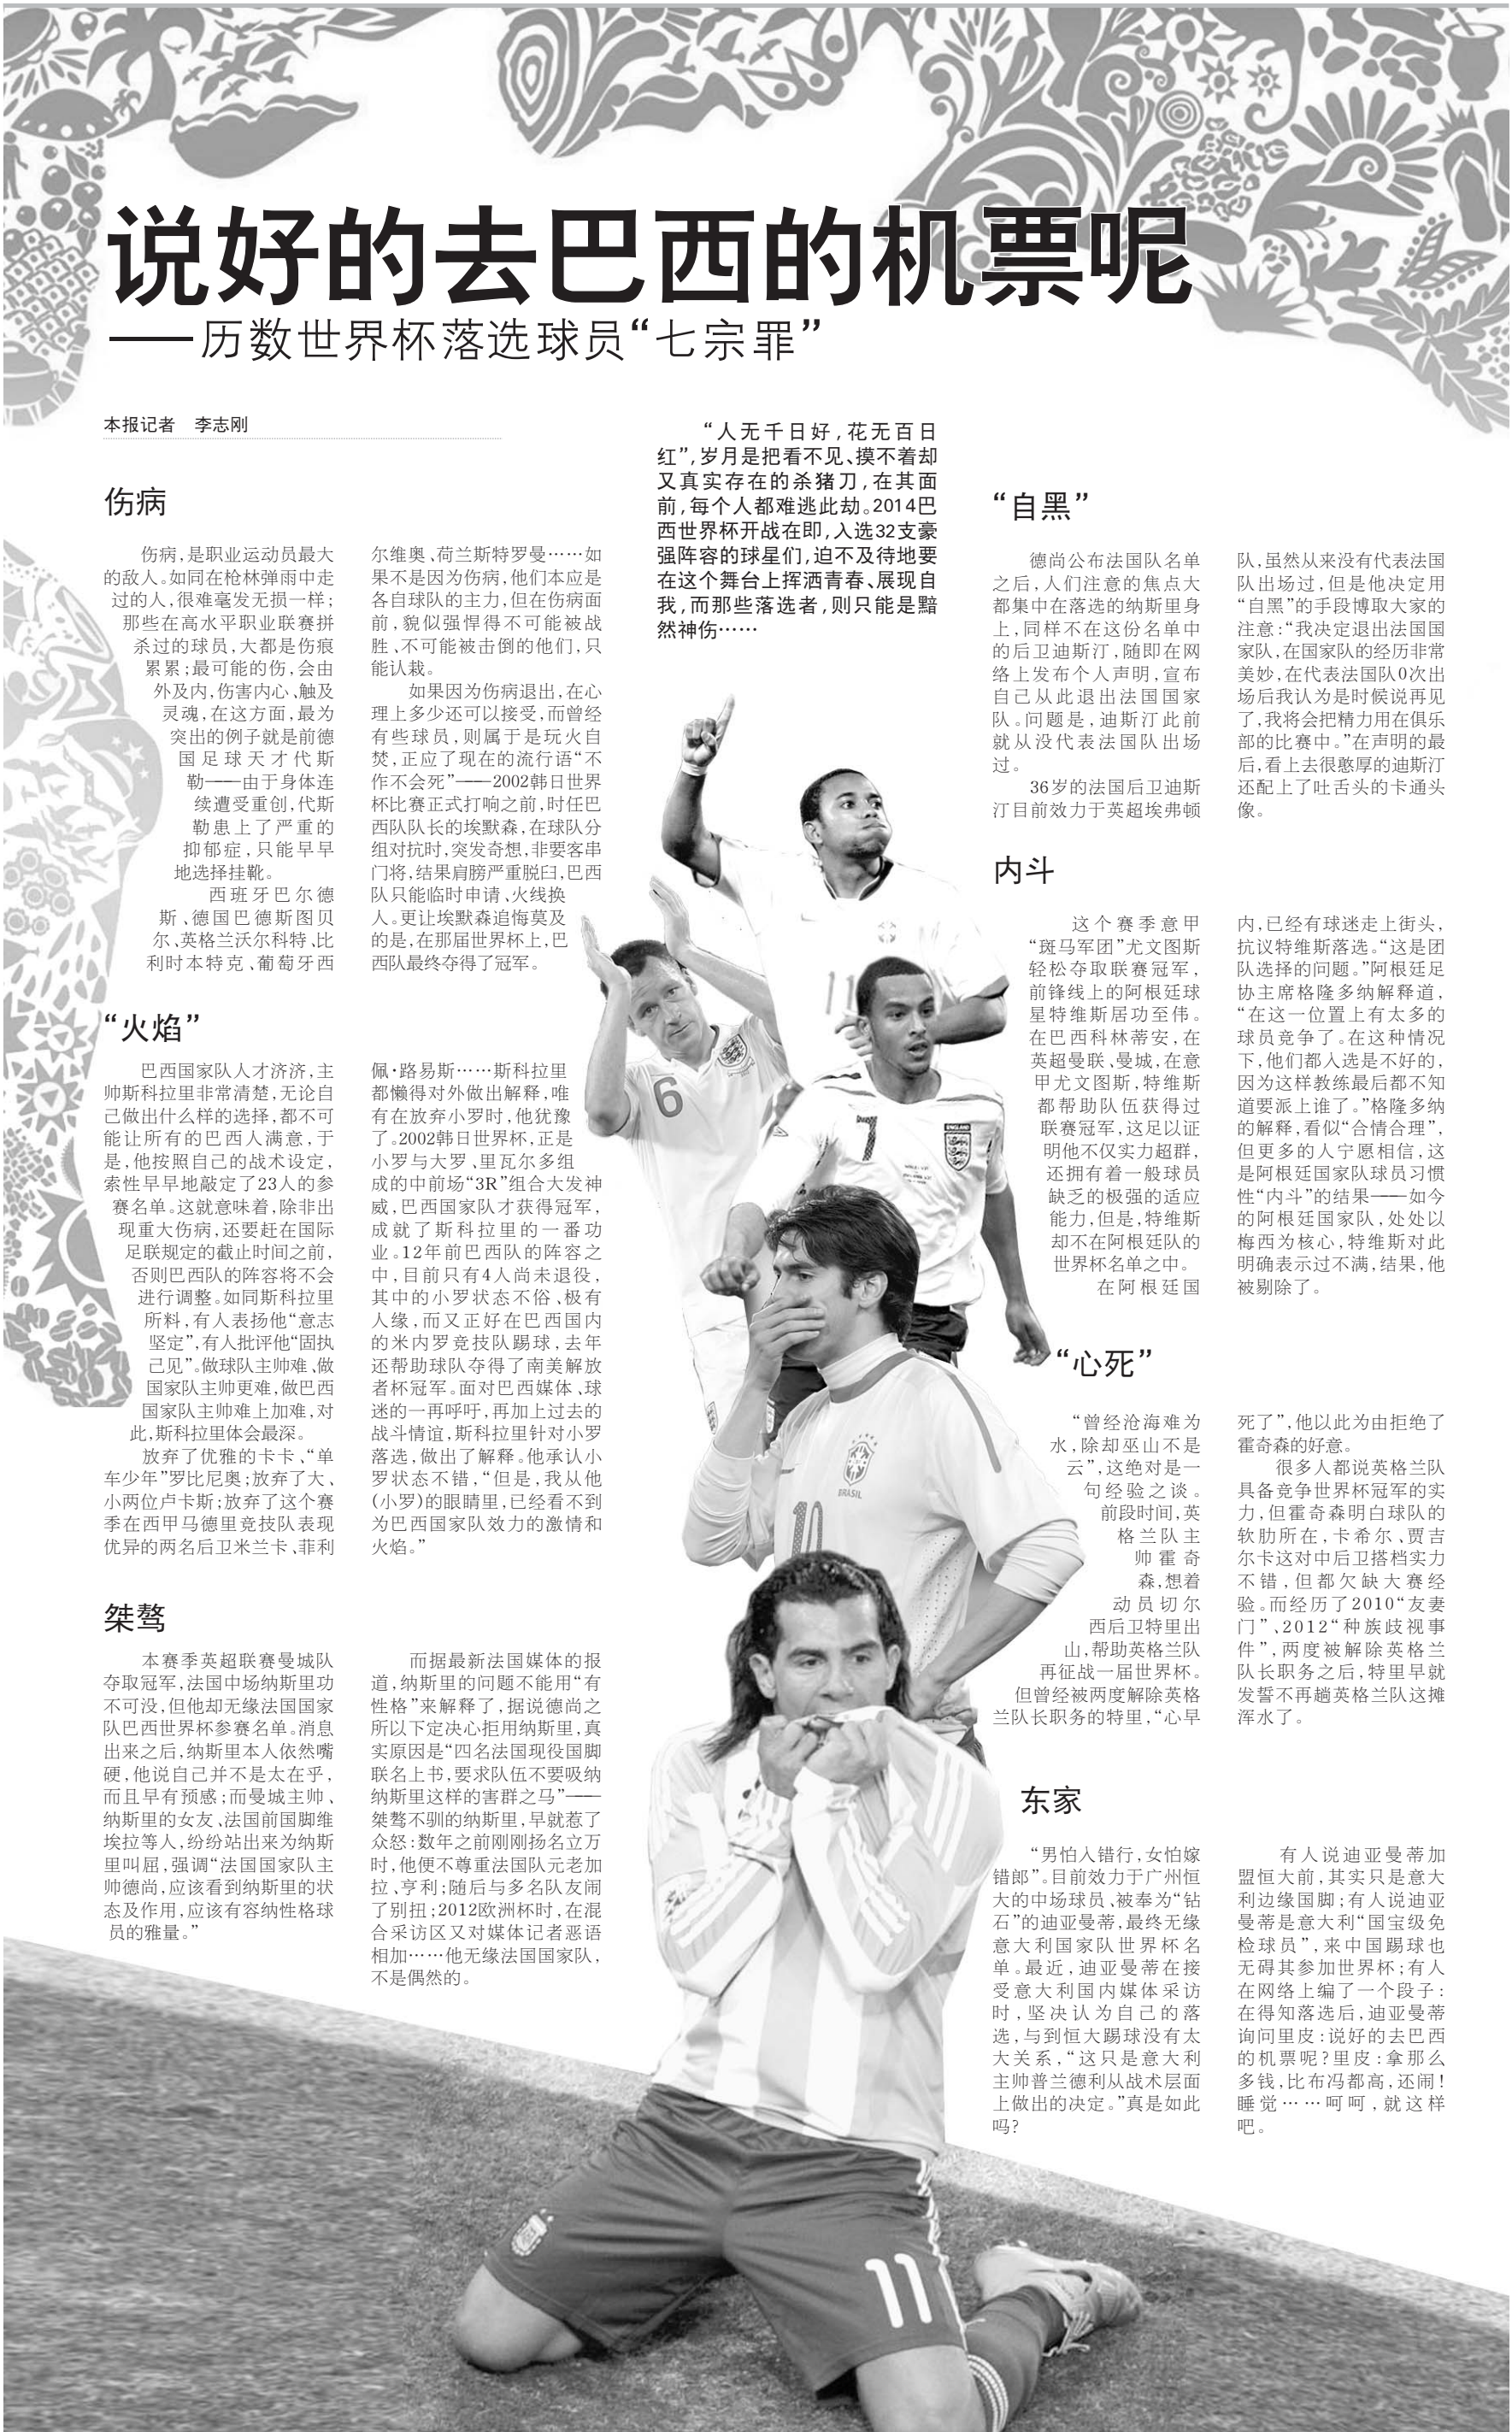 说好的去巴西的机票呢
——历数世界杯落选球员“七宗罪”
本报记者 李志刚
“人无千日好,花无百日
红”,岁月是把看不见、摸不着却
又真实存在的杀猪刀,在其面
前,每个人都难逃此劫。2014巴
西世界杯开战在即,入选32支豪
强阵容的球星们,迫不及待地要
在这个舞台上挥洒青春、展现自
我,而那些落选者,则只能是黯
然神伤……
伤病
伤病,是职业运动员最大
的敌人。如同在枪林弹雨中走
过的人,很难毫发无损一样;
那些在高水平职业联赛拼
杀过的球员,大都是伤痕
累累;最可能的伤,会由
外及内,伤害内心、触及
灵魂,在这方面,最为
突出的例子就是前德
国足球天才代斯
勒——由于身体连
续遭受重创,代斯
勒患上了严重的
抑郁症,只能早早
地选择挂靴。
西班牙巴尔德
斯、德国巴德斯图贝
尔、英格兰沃尔科特、比
利时本特克、葡萄牙西
尔维奥、荷兰斯特罗曼……如
果不是因为伤病,他们本应是
各自球队的主力,但在伤病面
前,貌似强悍得不可能被战
胜、不可能被击倒的他们,只
能认栽。
如果因为伤病退出,在心
理上多少还可以接受,而曾经
有些球员,则属于是玩火自
焚,正应了现在的流行语“不
作不会死”——2002韩日世界
杯比赛正式打响之前,时任巴
西队队长的埃默森,在球队分
组对抗时,突发奇想,非要客串
门将,结果肩膀严重脱臼,巴西
队只能临时申请、火线换
人。更让埃默森追悔莫及
的是,在那届世界杯上,巴
西队最终夺得了冠军。
“火焰”
巴西国家队人才济济,主
帅斯科拉里非常清楚,无论自
己做出什么样的选择,都不可
能让所有的巴西人满意,于
是,他按照自己的战术设定,
索性早早地敲定了23人的参
赛名单。这就意味着,除非出
现重大伤病,还要赶在国际
足联规定的截止时间之前,
否则巴西队的阵容将不会
进行调整。如同斯科拉里
所料,有人表扬他“意志
坚定”,有人批评他“固执
己见”。做球队主帅难、做
国家队主帅更难,做巴西
国家队主帅难上加难,对
此,斯科拉里体会最深。
放弃了优雅的卡卡、“单
车少年”罗比尼奥;放弃了大、
小两位卢卡斯;放弃了这个赛
季在西甲马德里竞技队表现
优异的两名后卫米兰卡、菲利
佩·路易斯……斯科拉里
都懒得对外做出解释,唯
有在放弃小罗时,他犹豫
了。2002韩日世界杯,正是
小罗与大罗、里瓦尔多组
成的中前场“3R”组合大发神
威,巴西国家队才获得冠军,
成就了斯科拉里的一番功
业。12年前巴西队的阵容之
中,目前只有4人尚未退役,
其中的小罗状态不俗、极有
人缘,而又正好在巴西国内
的米内罗竞技队踢球,去年
还帮助球队夺得了南美解放
者杯冠军。面对巴西媒体、球
迷的一再呼吁,再加上过去的
战斗情谊,斯科拉里针对小罗
落选,做出了解释。他承认小
罗状态不错,“但是,我从他
(小罗)的眼睛里,已经看不到
为巴西国家队效力的激情和
火焰。”
桀骜
本赛季英超联赛曼城队
夺取冠军,法国中场纳斯里功
不可没,但他却无缘法国国家
队巴西世界杯参赛名单。消息
出来之后,纳斯里本人依然嘴
硬,他说自己并不是太在乎,
而且早有预感;而曼城主帅、
纳斯里的女友、法国前国脚维
埃拉等人,纷纷站出来为纳斯
里叫屈,强调“法国国家队主
帅德尚,应该看到纳斯里的状
态及作用,应该有容纳性格球
员的雅量。”
而据最新法国媒体的报
道,纳斯里的问题不能用“有
性格”来解释了,据说德尚之
所以下定决心拒用纳斯里,真
实原因是“四名法国现役国脚
联名上书,要求队伍不要吸纳
纳斯里这样的害群之马”——
桀骜不驯的纳斯里,早就惹了
众怒:数年之前刚刚扬名立万
时,他便不尊重法国队元老加
拉、亨利;随后与多名队友闹
了别扭;2012欧洲杯时,在混
合采访区又对媒体记者恶语
相加……他无缘法国国家队,
不是偶然的。
“自黑”
德尚公布法国队名单
之后,人们注意的焦点大
都集中在落选的纳斯里身
上,同样不在这份名单中
的后卫迪斯汀,随即在网
络上发布个人声明,宣布
自己从此退出法国国家
队。问题是,迪斯汀此前
就从没代表法国队出场
过。
36岁的法国后卫迪斯
汀目前效力于英超埃弗顿
队,虽然从来没有代表法国
队出场过,但是他决定用
“自黑”的手段博取大家的
注意:“我决定退出法国国
家队,在国家队的经历非常
美妙,在代表法国队0次出
场后我认为是时候说再见
了,我将会把精力用在俱乐
部的比赛中。”在声明的最
后,看上去很憨厚的迪斯汀
还配上了吐舌头的卡通头
像。
内斗
这个赛季意甲
“斑马军团”尤文图斯
轻松夺取联赛冠军,
前锋线上的阿根廷球
星特维斯居功至伟。
在巴西科林蒂安,在
英超曼联、曼城,在意
甲尤文图斯,特维斯
都帮助队伍获得过
联赛冠军,这足以证
明他不仅实力超群,
还拥有着一般球员
缺乏的极强的适应
能力,但是,特维斯
却不在阿根廷队的
世界杯名单之中。
在阿根廷国
内,已经有球迷走上街头,
抗议特维斯落选。“这是团
队选择的问题。”阿根廷足
协主席格隆多纳解释道,
“在这一位置上有太多的
球员竞争了。在这种情况
下,他们都入选是不好的,
因为这样教练最后都不知
道要派上谁了。”格隆多纳
的解释,看似“合情合理”,
但更多的人宁愿相信,这
是阿根廷国家队球员习惯
性“内斗”的结果——如今
的阿根廷国家队,处处以
梅西为核心,特维斯对此
明确表示过不满,结果,他
被剔除了。
“心死”
“曾经沧海难为
水,除却巫山不是
云”,这绝对是一
句经验之谈。
前段时间,英
格兰队主
帅霍奇
森,想着
动员切尔
西后卫特里出
山,帮助英格兰队
再征战一届世界杯。
但曾经被两度解除英格
兰队长职务的特里,“心早
死了”,他以此为由拒绝了
霍奇森的好意。
很多人都说英格兰队
具备竞争世界杯冠军的实
力,但霍奇森明白球队的
软肋所在,卡希尔、贾吉
尔卡这对中后卫搭档实力
不错,但都欠缺大赛经
验。而经历了2010“友妻
门”、2012“种族歧视事
件”,两度被解除英格兰
队长职务之后,特里早就
发誓不再趟英格兰队这摊
浑水了。
东家
“男怕入错行,女怕嫁
错郎”。目前效力于广州恒
大的中场球员、被奉为“钻
石”的迪亚曼蒂,最终无缘
意大利国家队世界杯名
单。最近,迪亚曼蒂在接
受意大利国内媒体采访
时,坚决认为自己的落
选,与到恒大踢球没有太
大关系,“这只是意大利
主帅普兰德利从战术层面
上做出的决定。”真是如此
吗?
有人说迪亚曼蒂加
盟恒大前,其实只是意大
利边缘国脚;有人说迪亚
曼蒂是意大利“国宝级免
检球员”,来中国踢球也
无碍其参加世界杯;有人
在网络上编了一个段子:
在得知落选后,迪亚曼蒂
询问里皮:说好的去巴西
的机票呢?里皮:拿那么
多钱,比布冯都高,还闹!
睡觉……呵呵,就这样
吧。
11
6
7
ENGLAND
BRASIL
10
11